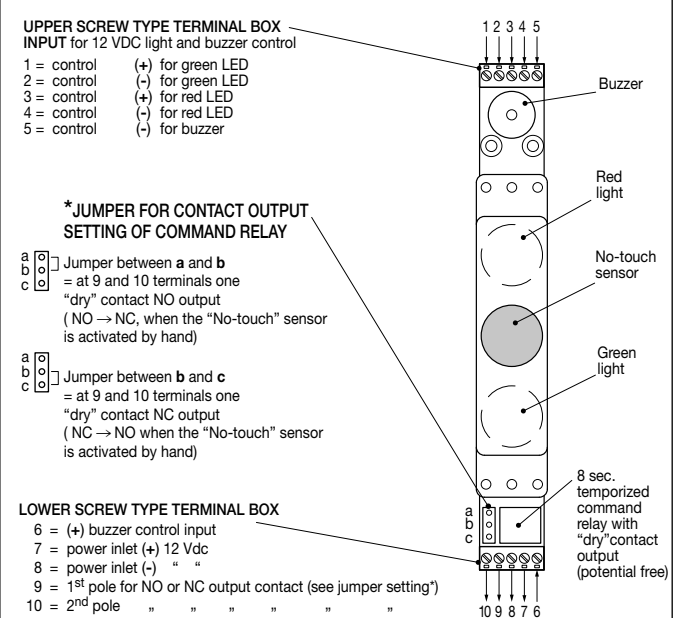 UPPER SCREW TYPE TERMINAL BOX
INPUT for 12 VDC light and buzzer control
1 = control (+) for green LED
2 = control (-) for green LED
3 = control (+) for red LED
4 = control (-) for red LED
5 = control (-) for buzzer
1 2 3 4 5
Buzzer
Red
light
No-touch
sensor
Green
light
*JUMPER FOR CONTACT OUTPUT
SETTING OF COMMAND RELAY
a
b
c
Jumper between a and b
= at 9 and 10 terminals one
“dry” contact NO output
( NO → NC, when the “No-touch” sensor
is activated by hand)
a
b
c
Jumper between b and c
= at 9 and 10 terminals one
“dry” contact NC output
( NC → NO when the “No-touch” sensor
is activated by hand)
a
b
c
8 sec.
temporized
command
relay with
“dry”contact
output
(potential free)
LOWER SCREW TYPE TERMINAL BOX
6 = (+) buzzer control input
7 = power inlet (+) 12 Vdc
8 = power inlet (-) “ “
9 = 1st pole for NO or NC output contact (see jumper setting*)
10 = 2nd pole „ „ „ „ „ „
10 9 8 7 6